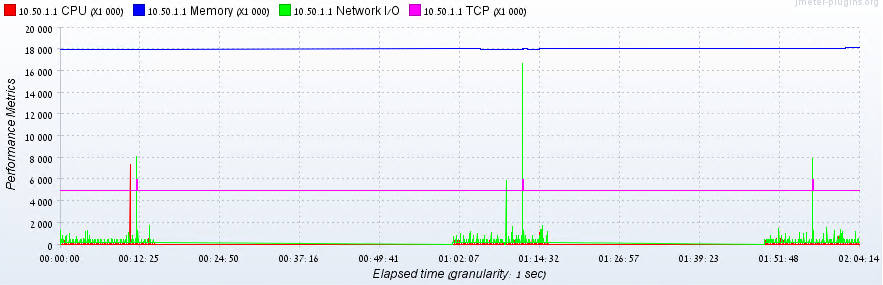 jmeter-plugins.org
10.50.1.1 CPU (X1 000) 10.50.1.1 Memory (X1 000) 10.50.1.1 Network I/O 10.50.1.1 TCP (X1 000)
20 000
18 000
16 000
14 000
12 000
10 000
8 000
6 000
4 000
2 000
0
Performance Metrics
00:00:00 00:12:25 00:24:50 00:37:16 00:49:41 01:02:07 01:14:32 01:26:57 01:39:23 01:51:48 02:04:14
Elapsed time (granularity: 1 sec)